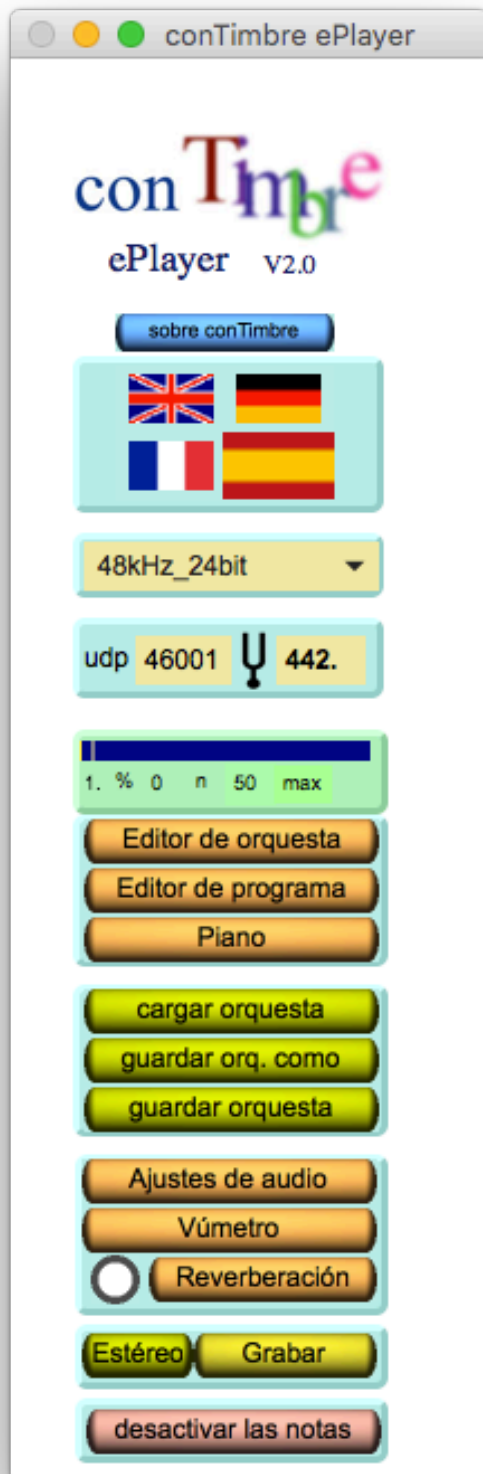 conTimbre ePlayer
conTimbre
ePlayer V2.0
sobre conTimbre
48kHz_24bit
udp 46001 442.
1. % 0 n 50 max
Editor de orquesta
Editor de programa
Piano
cargar orquesta
guardar orq. como
guardar orquesta
Ajustes de audio
Vúmetro
Reverberación
Estéreo Grabar
desactivar las notas